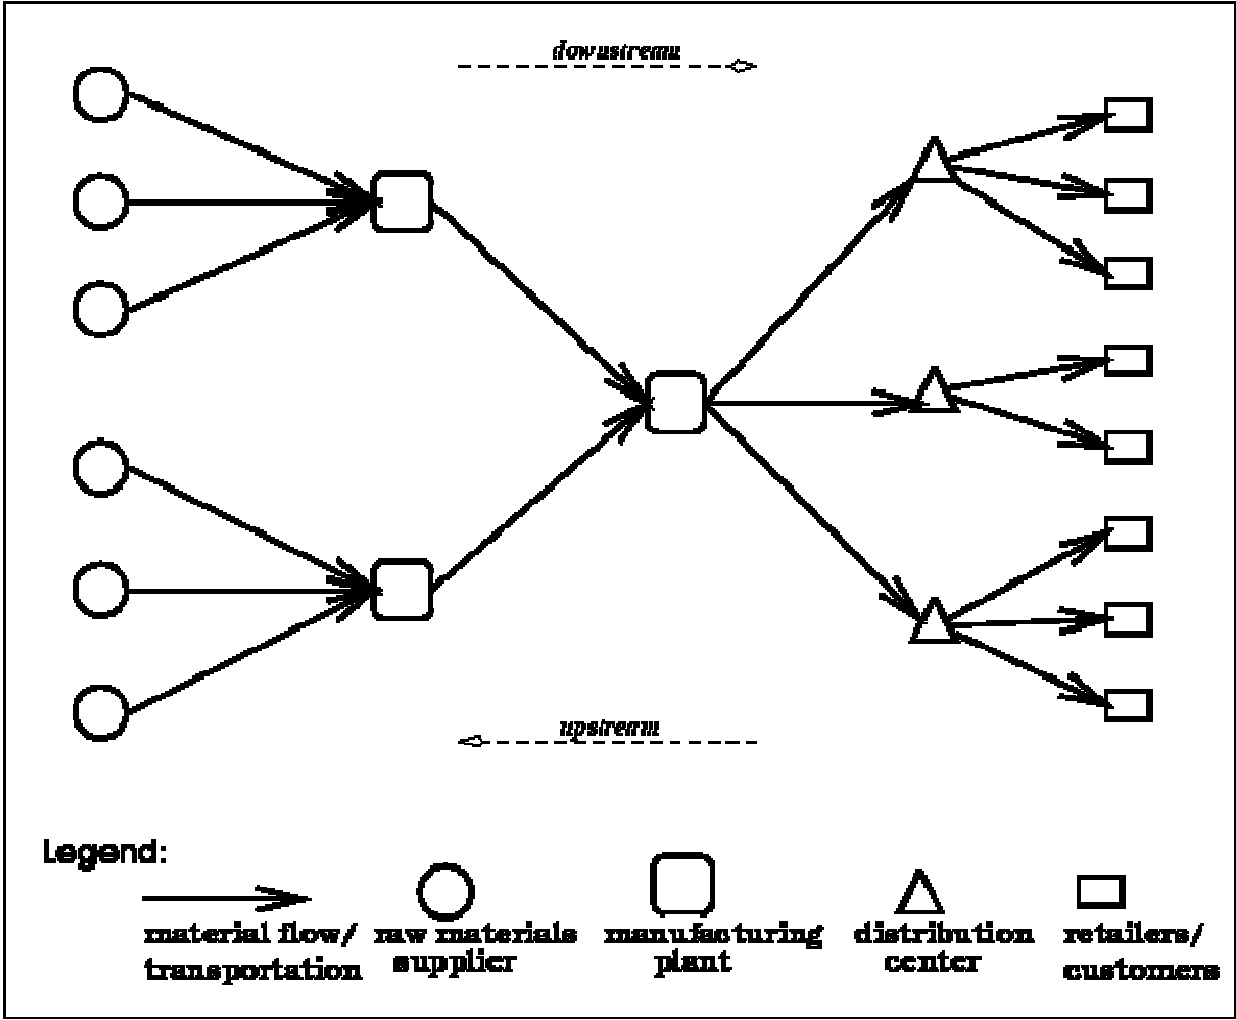 downstream
upstream
Legend:
material flow/
transportation
raw materials
supplier
manufacturing
plant
distribution
center
retailers/
customers